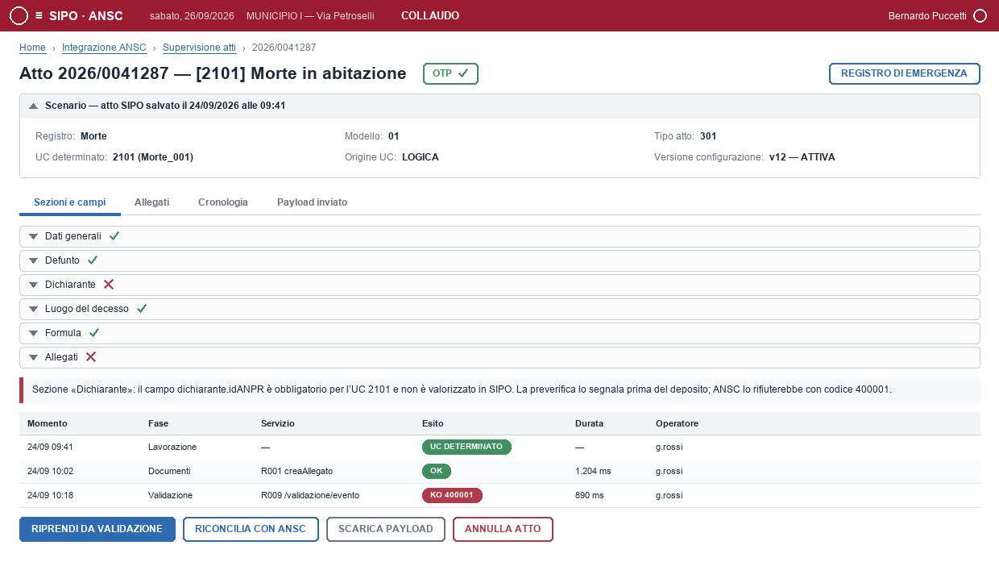 ≡ SIPO · ANSC sabato, 26/09/2026 MUNICIPIO I — Via Petroselli COLLAUDO Bernardo Puccetti
Home › Integrazione ANSC › Supervisione atti › 2026/0041287
Atto 2026/0041287 — [2101] Morte in abitazione OTP ✓ REGISTRO DI EMERGENZA
Scenario — atto SIPO salvato il 24/09/2026 alle 09:41
Registro: Morte Modello: 01 Tipo atto: 301
UC determinato: 2101 (Morte_001) Origine UC: LOGICA Versione configurazione: v12 — ATTIVA
Sezioni e campi Allegati Cronologia Payload inviato
Dati generali
Defunto
Dichiarante
Luogo del decesso
Formula
Allegati
Sezione «Dichiarante»: il campo dichiarante.idANPR è obbligatorio per l'UC 2101 e non è valorizzato in SIPO. La preverifica lo segnala prima del deposito; ANSC lo rifiuterebbe con codice 400001.
Momento Fase Servizio Esito Durata Operatore
24/09 09:41 Lavorazione — UC DETERMINATO — g.rossi
24/09 10:02 Documenti R001 creaAllegato OK 1.204 ms g.rossi
24/09 10:18 Validazione R009 /validazione/evento KO 400001 890 ms g.rossi
RIPRENDI DA VALIDAZIONE RICONCILIA CON ANSC SCARICA PAYLOAD ANNULLA ATTO